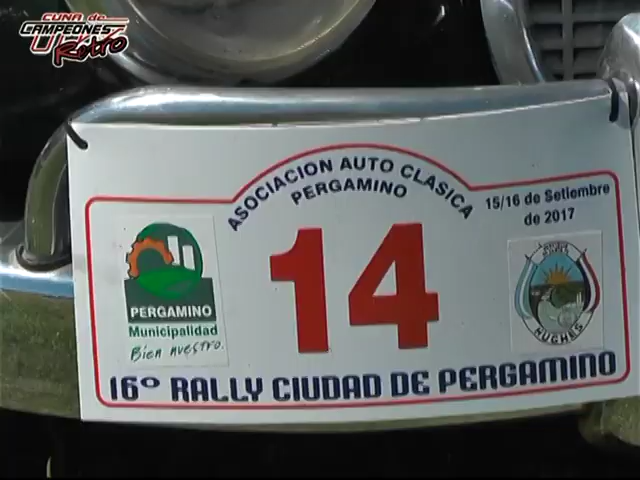 CUNA de
CAMPEONES
Retro
ASOCIACION AUTO CLASICA
PERGAMINO
15/16 de Setiembre
de 2017
14
PERGAMINO
Municipalidad
Bien nuestro.
HUGHES
16º RALLY CIUDAD DE PERGAMINO